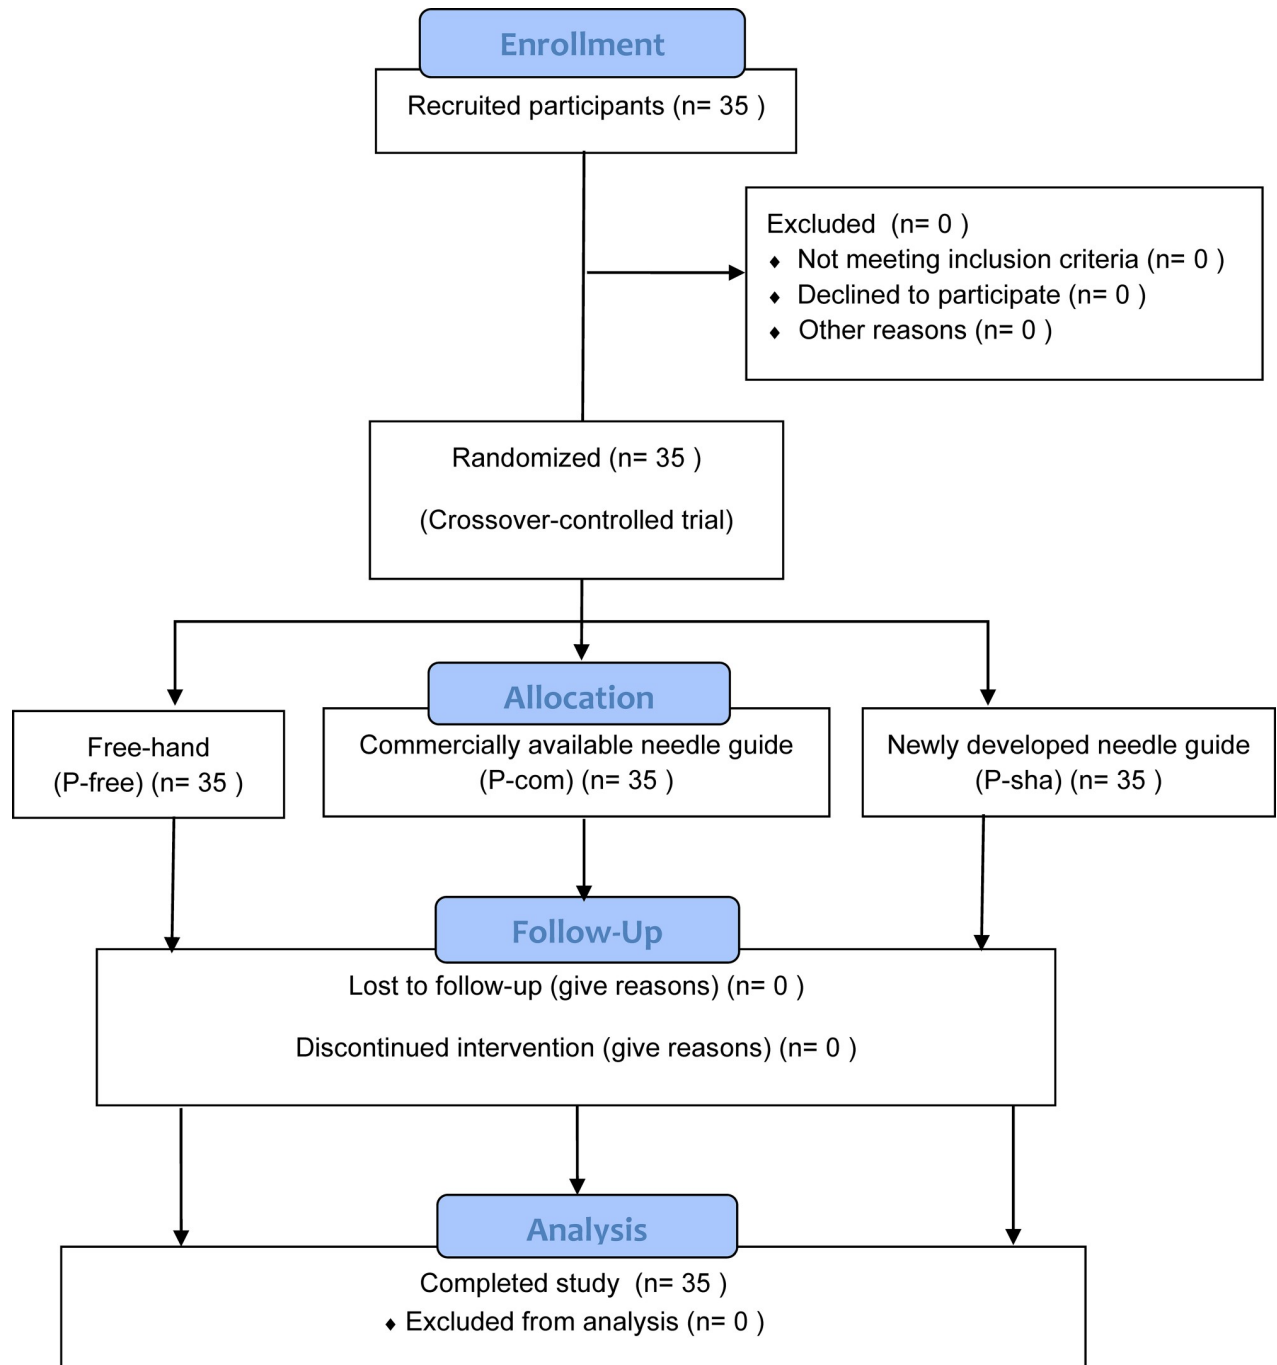 Enrollment
Recruited participants (n= 35 )
Excluded  (n= 0 )
♦ Not meeting inclusion criteria (n= 0 )
♦ Declined to participate (n= 0 )
♦ Other reasons (n= 0 )
Randomized (n= 35 )
(Crossover-controlled trial)
Allocation
Free-hand
(P-free) (n= 35 )
Commercially available needle guide
(P-com) (n= 35 )
Newly developed needle guide
(P-sha) (n= 35 )
Follow-Up
Lost to follow-up (give reasons) (n= 0 )
Discontinued intervention (give reasons) (n= 0 )
Analysis
Completed study  (n= 35 )
♦ Excluded from analysis (n= 0 )